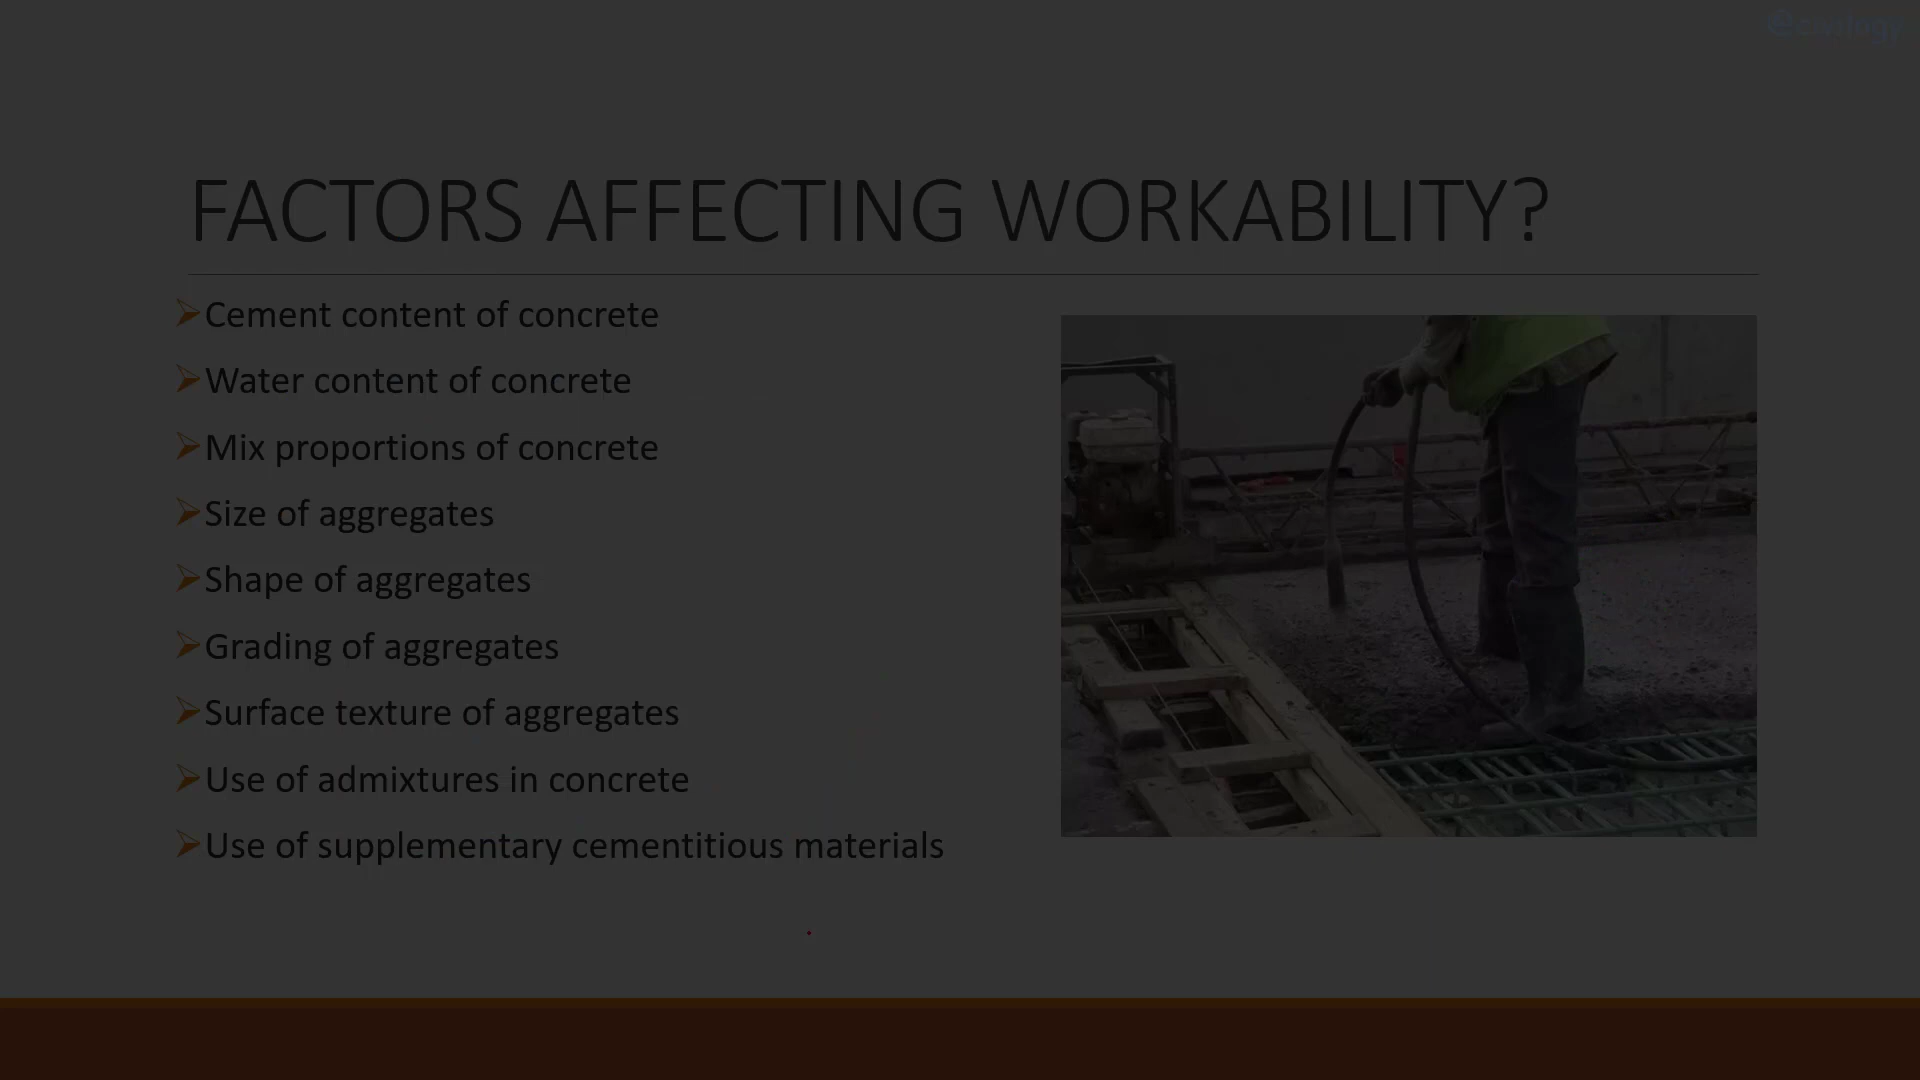 FACTORS AFFECTING WORKABILITY?
Cement content of concrete
Water content of concrete
Mix proportions of concrete
Size of aggregates
Shape of aggregates
Grading of aggregates
Surface texture of aggregates
Use of admixtures in concrete
Use of supplementary cementitious materials